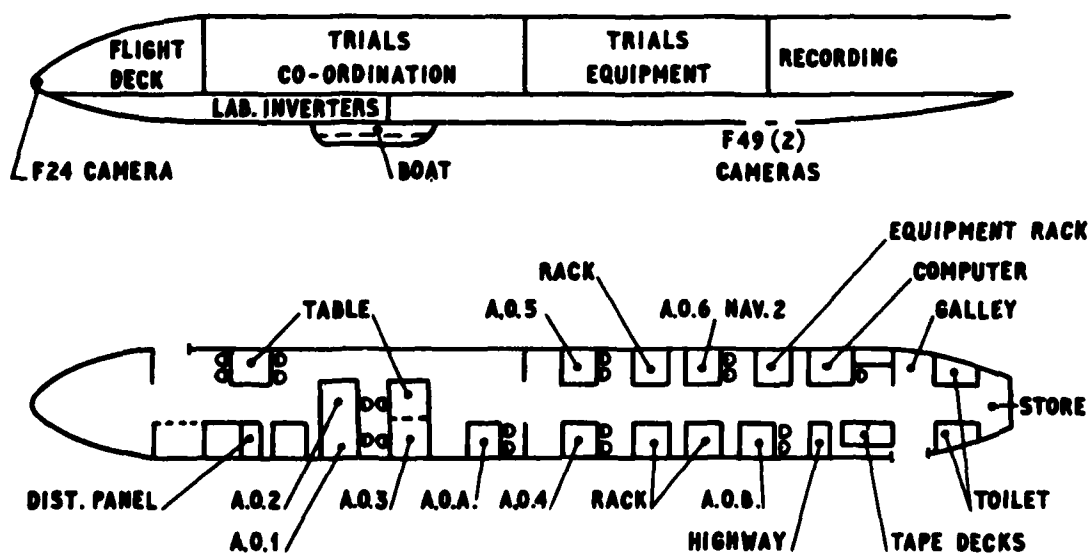 FLIGHT
DECK
TRIALS
CO-ORDINATION
TRIALS
EQUIPMENT
RECORDING
LAB. INVERTERS
F24 CAMERA
BOAT
F49 (2)
CAMERAS
EQUIPMENT RACK
RACK
COMPUTER
TABLE
A.O.5
A.O.6 NAV.2
GALLEY
STORE
DIST. PANEL
A.O.2
A.O.3
A.O.A.
A.O.4
RACK
A.O.B.
TOILET
A.O.1
HIGHWAY
TAPE DECKS